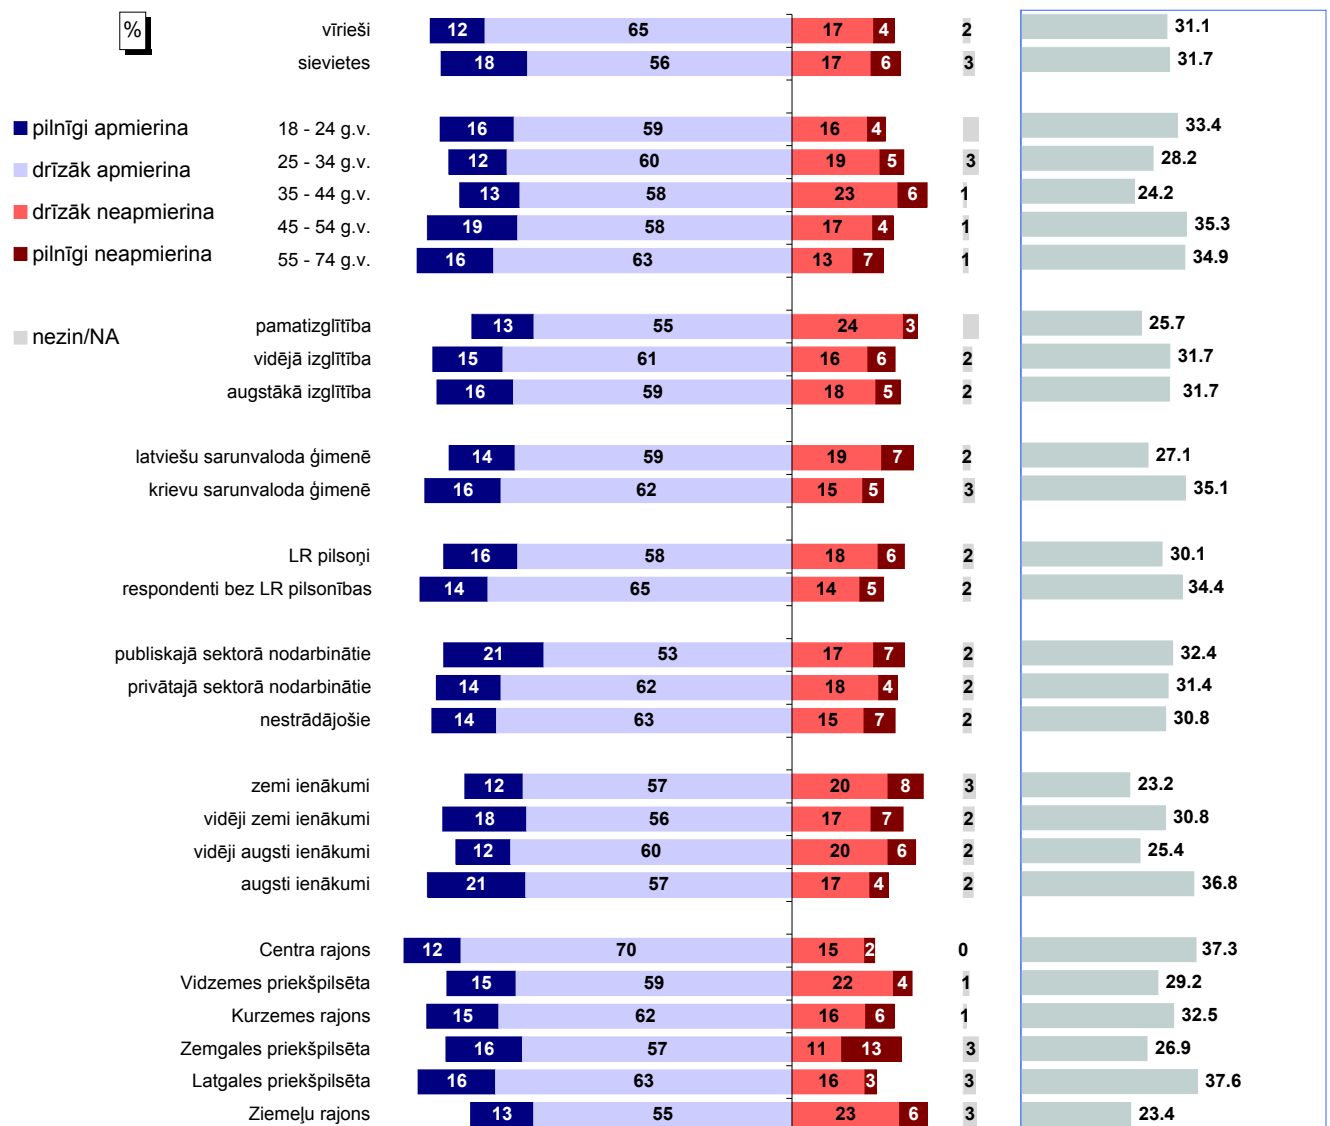 %
vīrieši 12 65 17 4 2 31.1
sievietes 18 56 17 6 3 31.7
pilnīgi apmierina
drīzāk apmierina
drīzāk neapmierina
pilnīgi neapmierina
nezin/NA
18 - 24 g.v. 16 59 16 4 33.4
25 - 34 g.v. 12 60 19 5 3 28.2
35 - 44 g.v. 13 58 23 6 1 24.2
45 - 54 g.v. 19 58 17 4 1 35.3
55 - 74 g.v. 16 63 13 7 1 34.9
pamatizglītība 13 55 24 3 25.7
vidējā izglītība 15 61 16 6 2 31.7
augstākā izglītība 16 59 18 5 2 31.7
latviešu sarunvaloda ģimenē 14 59 19 7 2 27.1
krievu sarunvaloda ģimenē 16 62 15 5 3 35.1
LR pilsoņi 16 58 18 6 2 30.1
respondenti bez LR pilsonības 14 65 14 5 2 34.4
publiskajā sektorā nodarbinātie 21 53 17 7 2 32.4
privātajā sektorā nodarbinātie 14 62 18 4 2 31.4
nestrādājošie 14 63 15 7 2 30.8
zemi ienākumi 12 57 20 8 3 23.2
vidēji zemi ienākumi 18 56 17 7 2 30.8
vidēji augsti ienākumi 12 60 20 6 2 25.4
augsti ienākumi 21 57 17 4 2 36.8
Centra rajons 12 70 15 2 0 37.3
Vidzemes priekšpilsēta 15 59 22 4 1 29.2
Kurzemes rajons 15 62 16 6 1 32.5
Zemgales priekšpilsēta 16 57 11 13 3 26.9
Latgales priekšpilsēta 16 63 16 3 3 37.6
Ziemeļu rajons 13 55 23 6 3 23.4